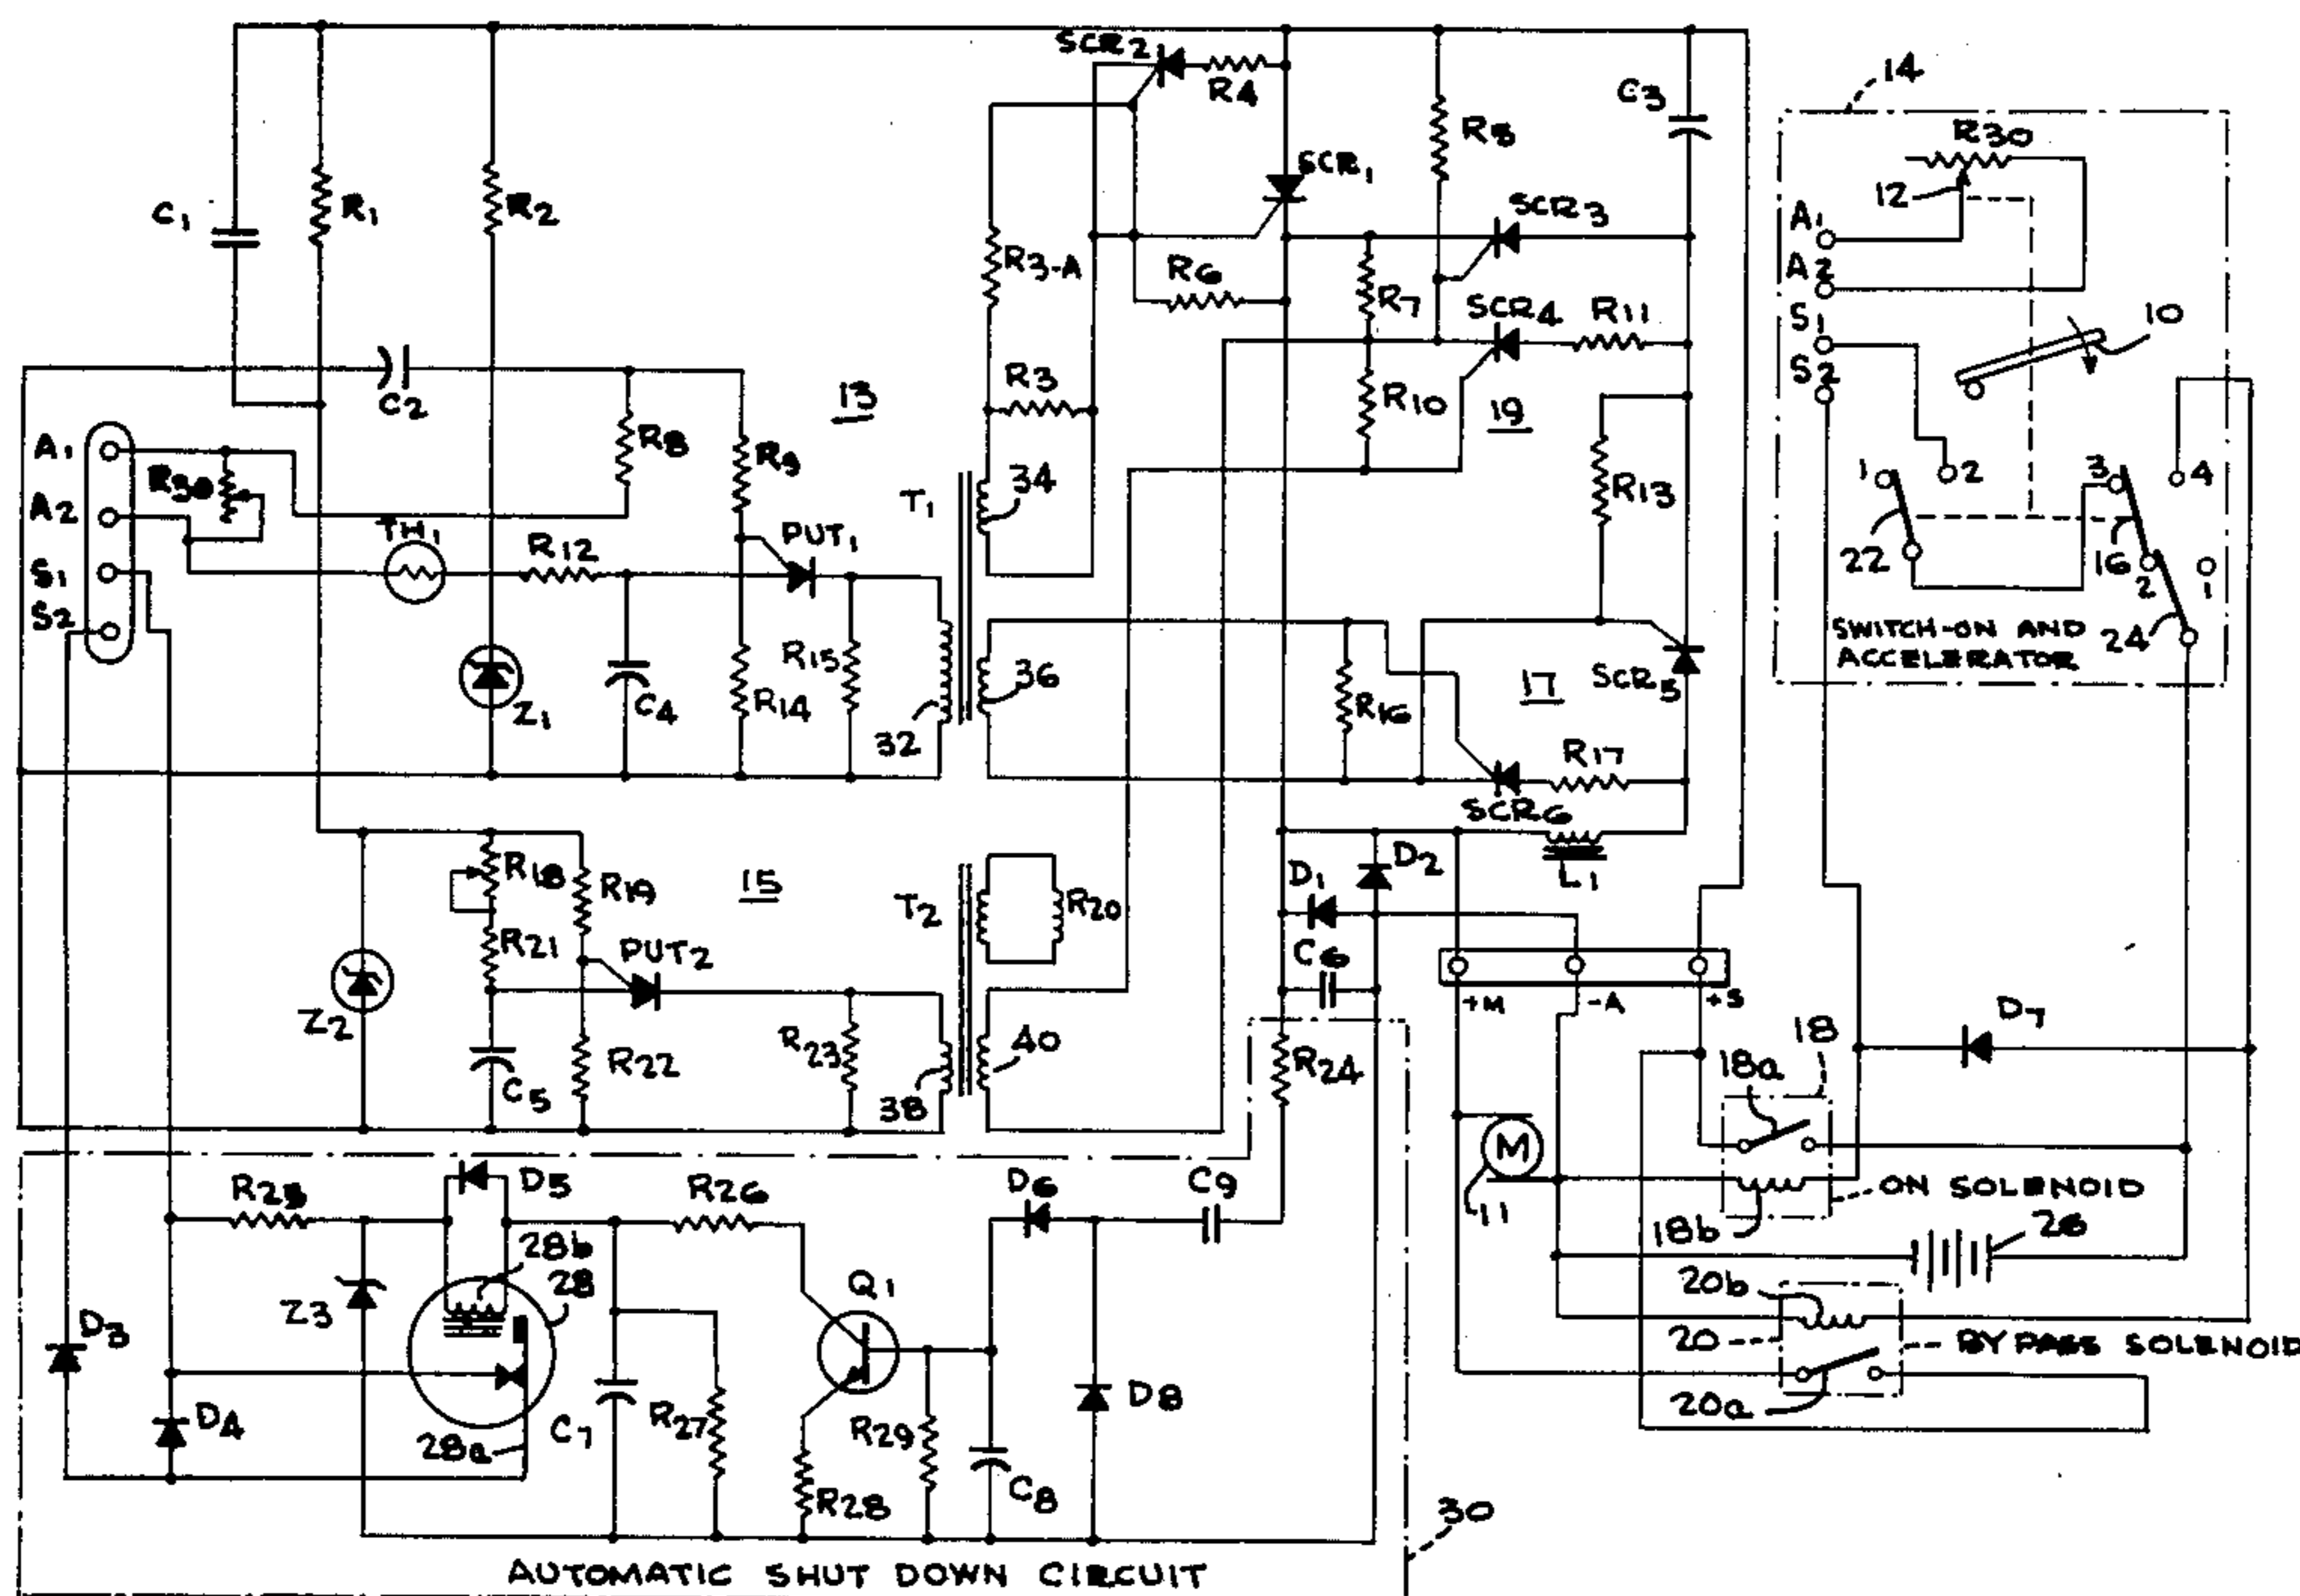 SCR2
R4
14
C3
R30
R5
C1
R1
R2
SCR1
12
SCR3
A1
R3-A
A2
R6
R7
SCR4
R11
S1
10
S2
R3
C2
13
R10
19
R8
R9
A1
34
R13
1
2
3
4
R30
T1
A2
22
16
2
1
TH1
R12
PUT1
S1
SWITCH-ON AND
ACCELERATOR
24
S2
R15
36
17
SCR5
Z1
C4
R14
32
R16
R17
SCR6
R18
R19
15
D1
D2
L1
T2
R20
R21
PUT2
C6
+M
-A
+S
Z2
18
D7
R22
R23
40
R24
18a
C5
38
M
R25
D5
R26
D6
C9
11
ON SOLENOID
28b
28
18b
26
Q1
20b
Z3
D3
20
BYPASS SOLENOID
D4
D8
20a
28a
C7
R27
R29
C8
R28
30
AUTOMATIC SHUT DOWN CIRCUIT